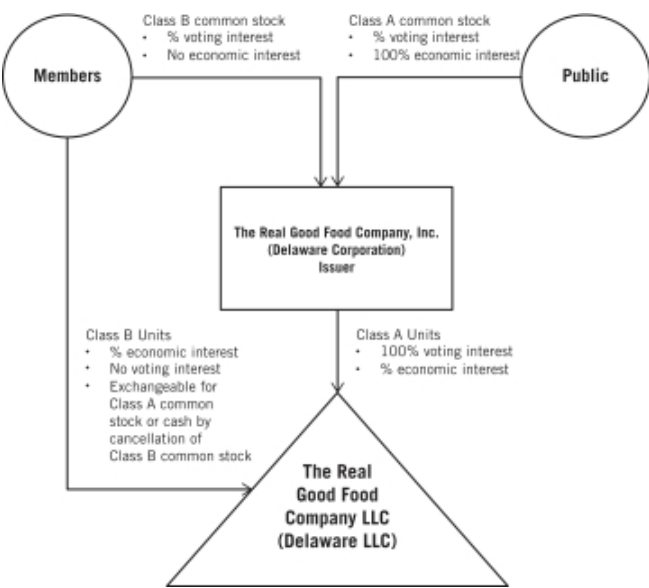 Class B common stock
• % voting interest
• No economic interest
Class A common stock
• % voting interest
• 100% economic interest
Members
Public
The Real Good Food Company, Inc.
(Delaware Corporation)
Issuer
Class B Units
• % economic interest
• No voting interest
• Exchangeable for
Class A common
stock or cash by
cancellation of
Class B common stock
Class A Units
• 100% voting interest
• % economic interest
The Real
Good Food
Company LLC
(Delaware LLC)